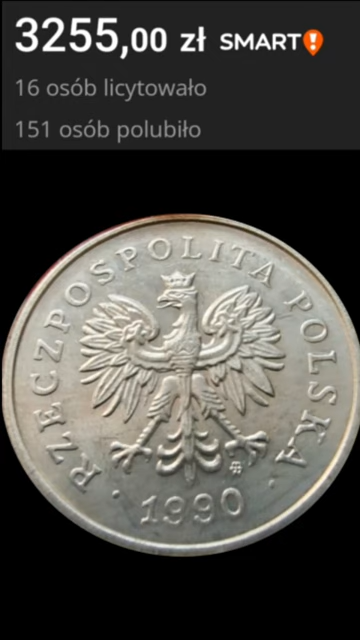 3255,00 zł SMART!
16 osób licytowało
151 osób polubiło
RZECZPOSPOLITA POLSKA
1990